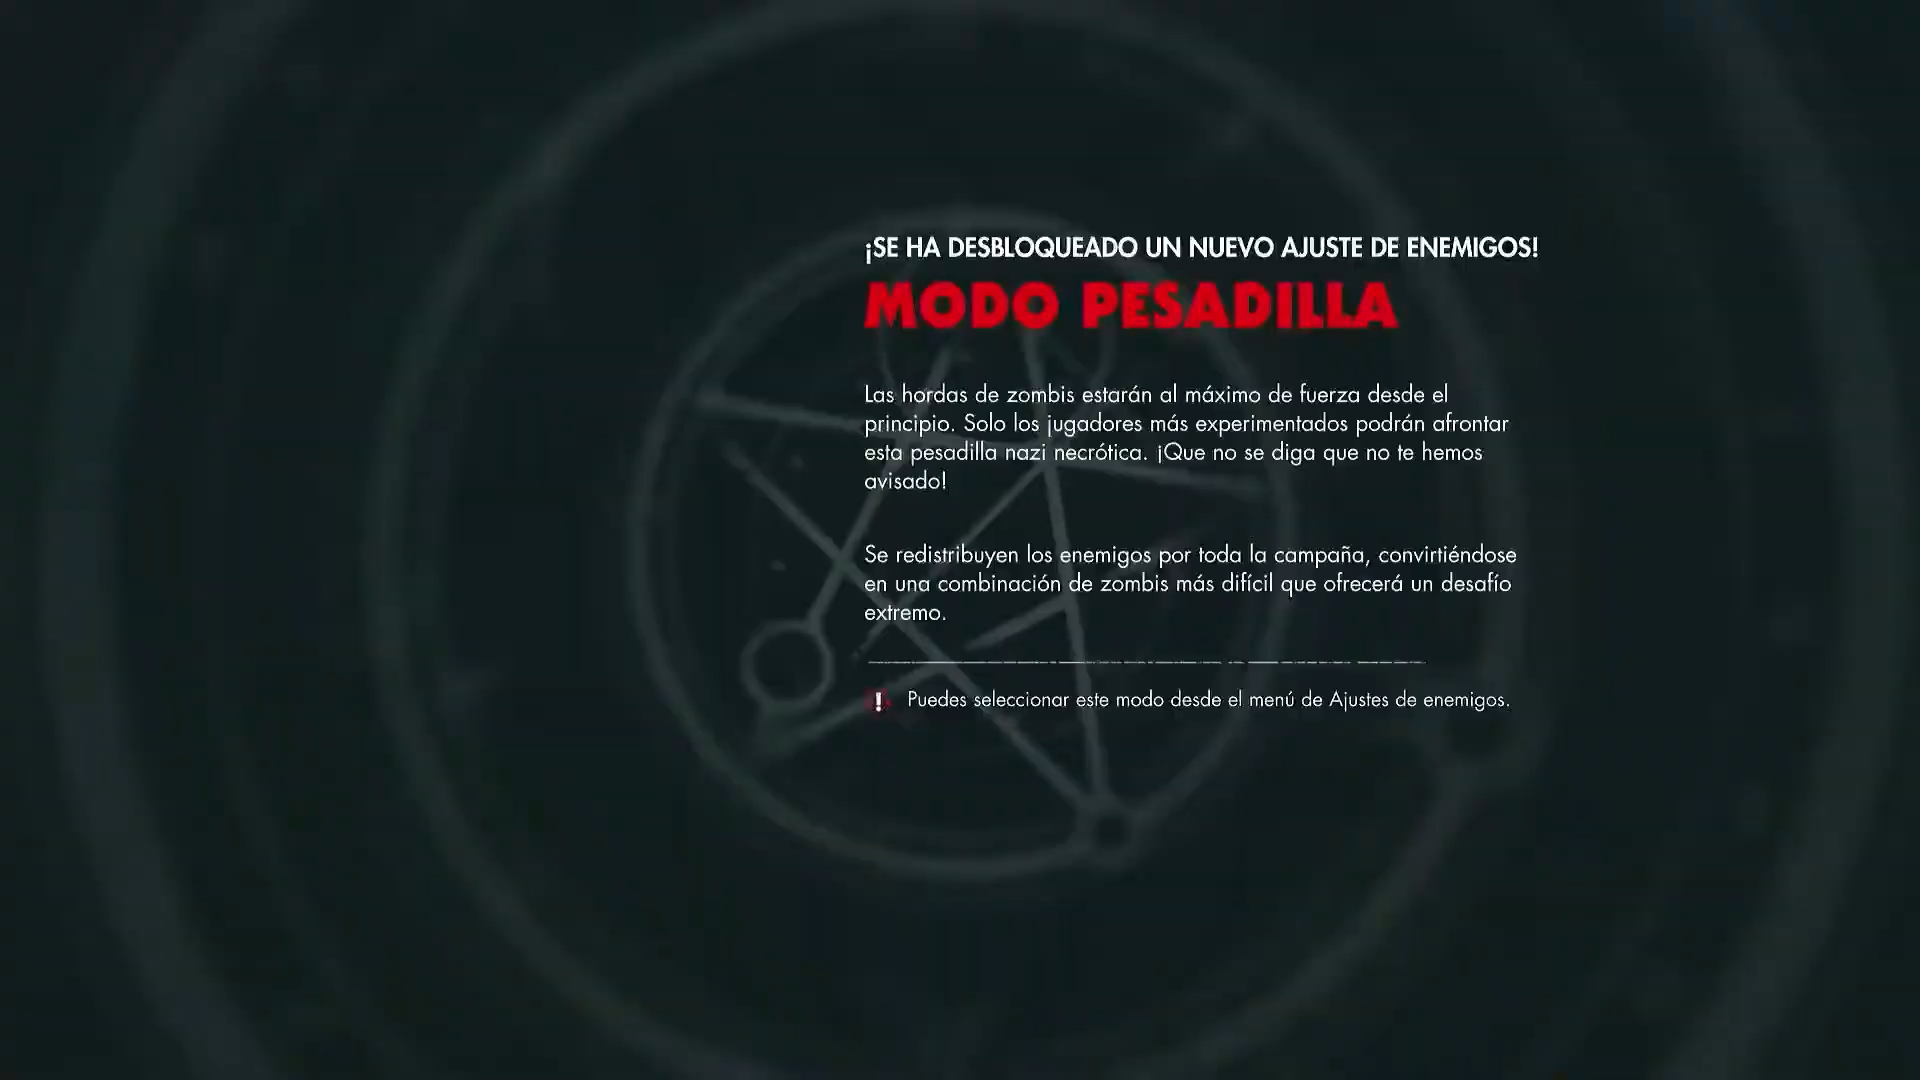 ¡SE HA DESBLOQUEADO UN NUEVO AJUSTE DE ENEMIGOS!
MODO PESADILLA
Las hordas de zombis estarán al máximo de fuerza desde el
principio. Solo los jugadores más experimentados podrán afrontar
esta pesadilla nazi necrótica. ¡Que no se diga que no te hemos
avisado!
Se redistribuyen los enemigos por toda la campaña, convirtiéndose
en una combinación de zombis más difícil que ofrecerá un desafío
extremo.
! Puedes seleccionar este modo desde el menú de Ajustes de enemigos.